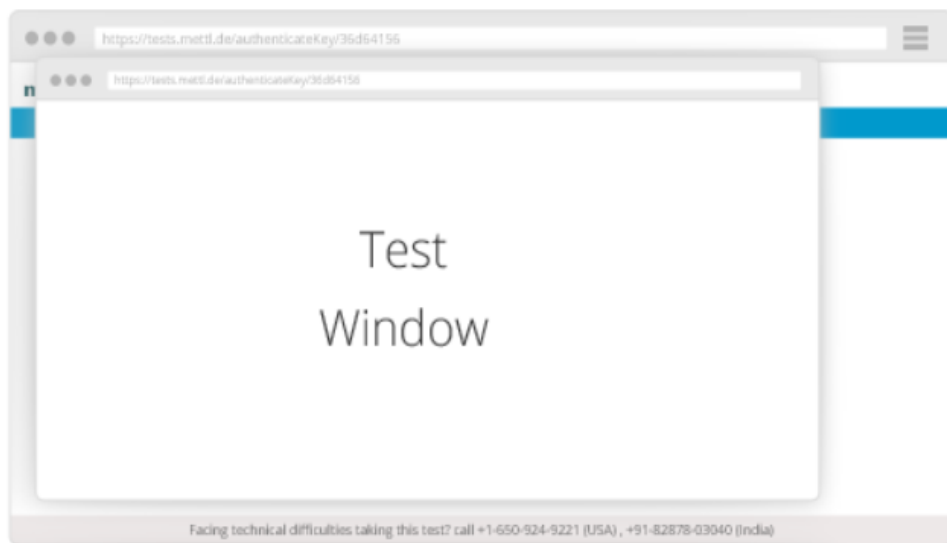 https://tests.mettl.de/authenticateKey/36d64156
https://tests.mettl.de/authenticateKey/36d64156
Test
Window
Facing technical difficulties taking this test? call +1-650-924-9221 (USA) , +91-82878-03040 (India)